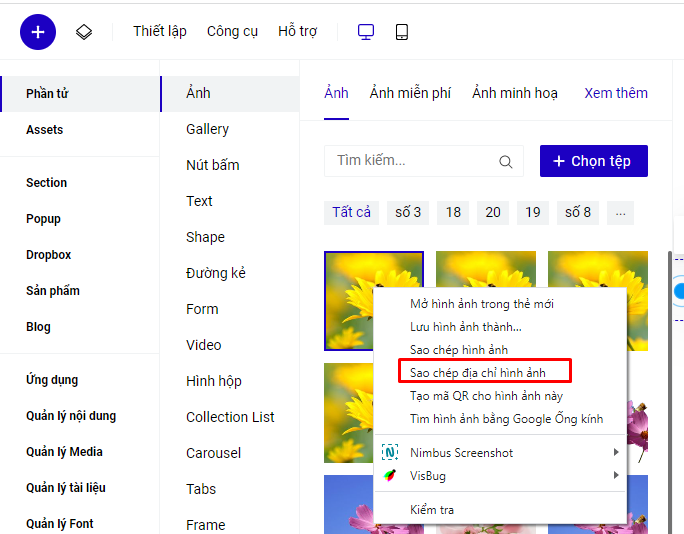 Thiết lập Công cụ Hỗ trợ
Phần tử
Assets
Section
Popup
Dropbox
Sản phẩm
Blog
Ứng dụng
Quản lý nội dung
Quản lý Media
Quản lý tài liệu
Quản lý Font
Ảnh
Gallery
Nút bấm
Text
Shape
Đường kẻ
Form
Video
Hình hộp
Collection List
Carousel
Tabs
Frame
Ảnh Ảnh miễn phí Ảnh minh hoạ Xem thêm
Tìm kiếm... + Chọn tệp
Tất cả số 3 18 20 19 số 8 ...
Mở hình ảnh trong thẻ mới
Lưu hình ảnh thành...
Sao chép hình ảnh
Sao chép địa chỉ hình ảnh
Tạo mã QR cho hình ảnh này
Tìm hình ảnh bằng Google Ống kính
N Nimbus Screenshot
VisBug
Kiểm tra